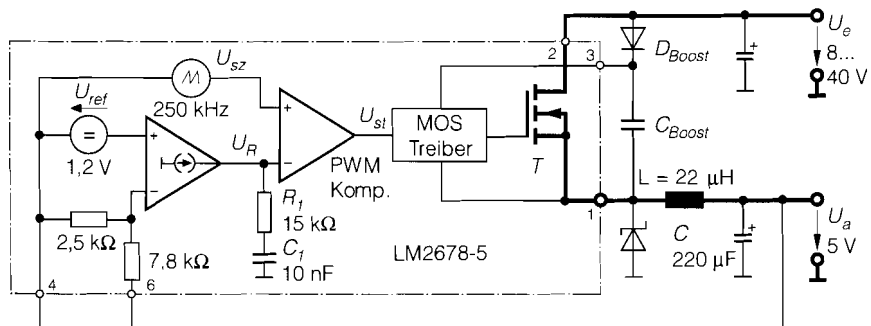 U_sz
250 kHz
U_ref
=
1,2 V
+
−
U_R
+
−
PWM
Komp.
U_st
MOS
Treiber
T
2
3
D_Boost
C_Boost
+
U_e
8...
40 V
R_1
15 kΩ
C_1
10 nF
2,5 kΩ
7,8 kΩ
LM2678-5
1
L = 22 µH
C
220 µF
+
U_a
5 V
4
6